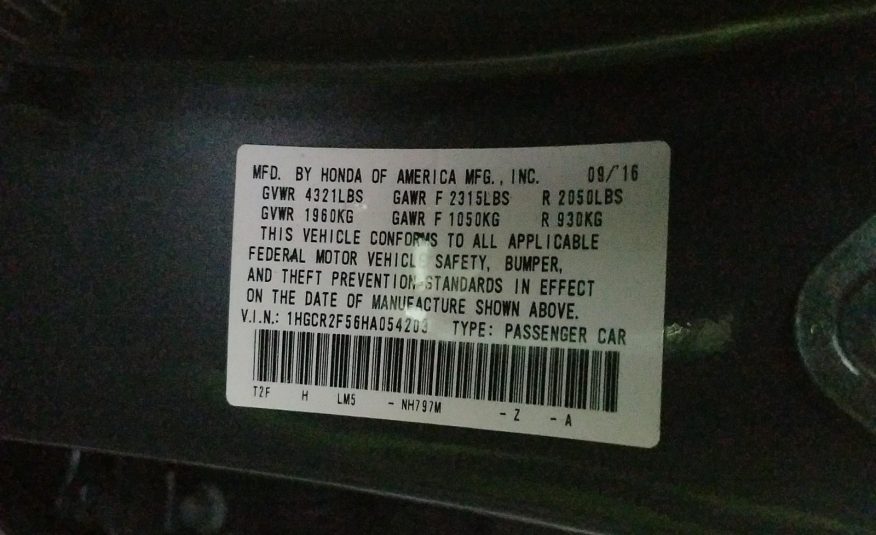 MFD. BY HONDA OF AMERICA MFG., INC. 09/16
GVWR 4321LBS GAWR F 2315LBS R 2050LBS
GVWR 1960KG GAWR F 1050KG R 930KG
THIS VEHICLE CONFORMS TO ALL APPLICABLE
FEDERAL MOTOR VEHICLE SAFETY, BUMPER,
AND THEFT PREVENTION STANDARDS IN EFFECT
ON THE DATE OF MANUFACTURE SHOWN ABOVE.
V.I.N.: 1HGCR2F56HA054203 TYPE: PASSENGER CAR
T2F H LM5 - NH797M - Z - A